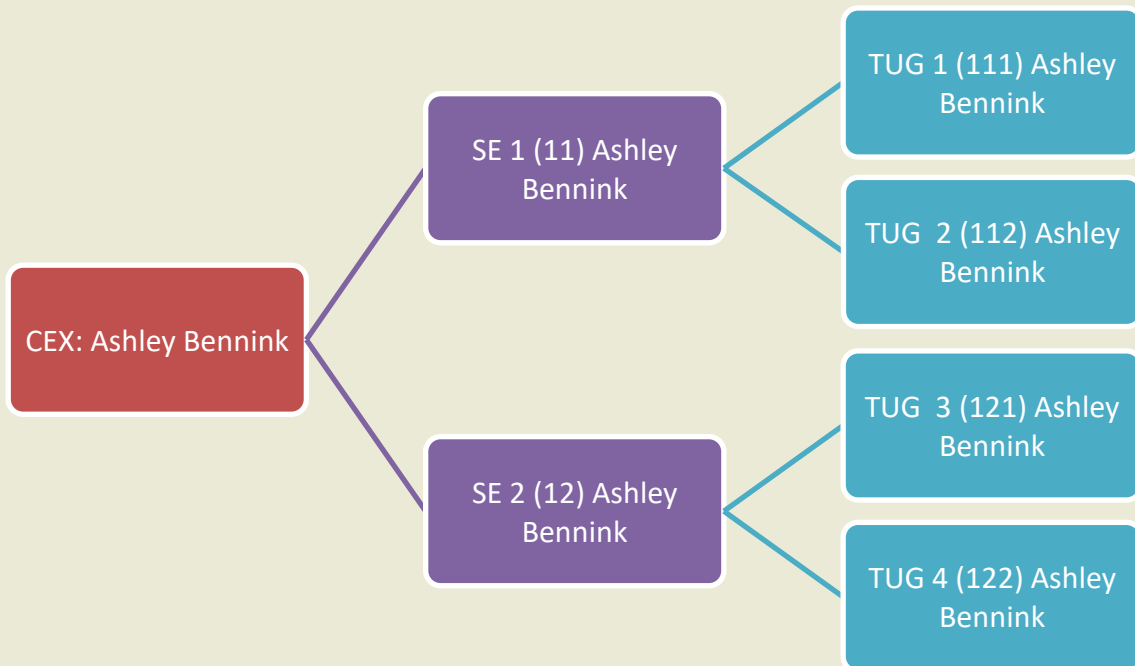 CEX: Ashley Bennink
SE 1 (11) Ashley
Bennink
TUG 1 (111) Ashley
Bennink
TUG  2 (112) Ashley
Bennink
SE 2 (12) Ashley
Bennink
TUG  3 (121) Ashley
Bennink
TUG 4 (122) Ashley
Bennink